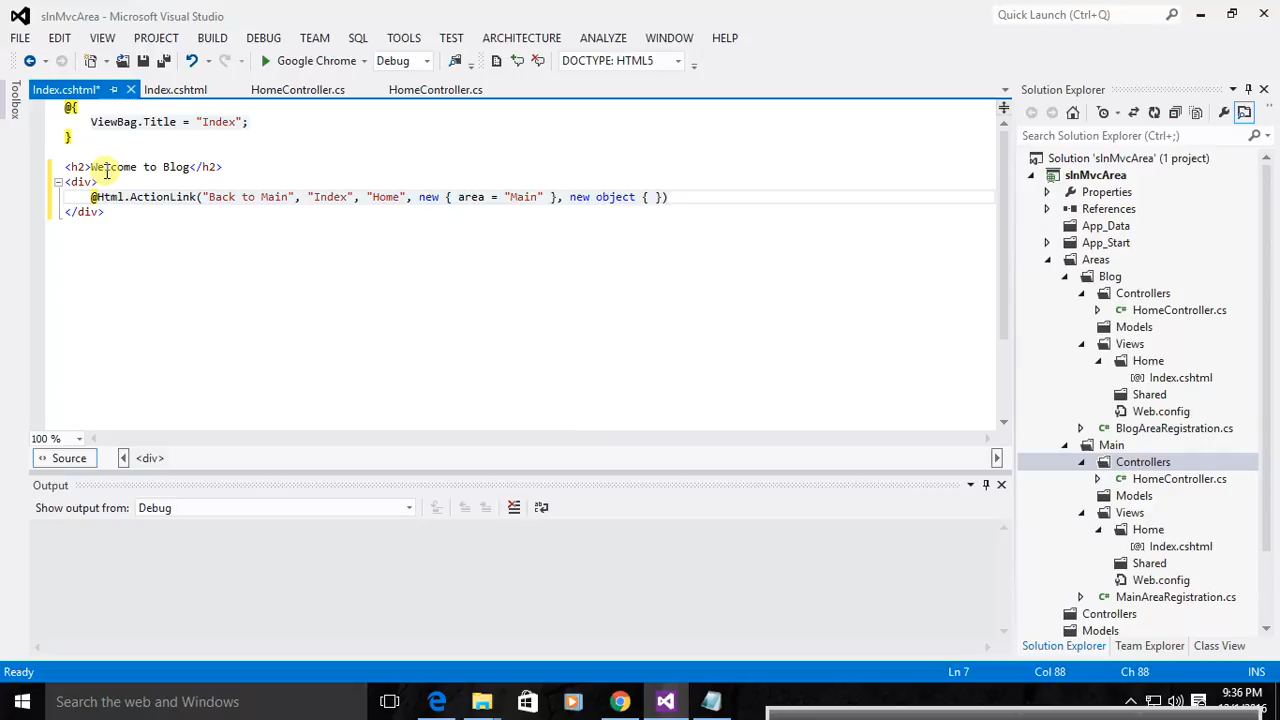 slnMvcArea - Microsoft Visual Studio
Quick Launch (Ctrl+Q)
FILE EDIT VIEW PROJECT BUILD DEBUG TEAM SQL TOOLS TEST ARCHITECTURE ANALYZE WINDOW HELP
Google Chrome Debug DOCTYPE: HTML5
Toolbox
Index.cshtml* Index.cshtml HomeController.cs HomeController.cs
@{
ViewBag.Title = "Index";
}
<h2>Welcome to Blog</h2>
<div>
@Html.ActionLink("Back to Main", "Index", "Home", new { area = "Main" }, new object { })
</div>
100 %
Source <div>
Output
Show output from: Debug
Solution Explorer
Search Solution Explorer (Ctrl+;)
Solution 'slnMvcArea' (1 project)
slnMvcArea
Properties
References
App_Data
App_Start
Areas
Blog
Controllers
HomeController.cs
Models
Views
Home
Index.cshtml
Shared
Web.config
BlogAreaRegistration.cs
Main
Controllers
HomeController.cs
Models
Views
Home
Index.cshtml
Shared
Web.config
MainAreaRegistration.cs
Controllers
Models
Solution Explorer Team Explorer Class View
Ready Ln 7 Col 88 Ch 88 INS
Search the web and Windows
9:36 PM